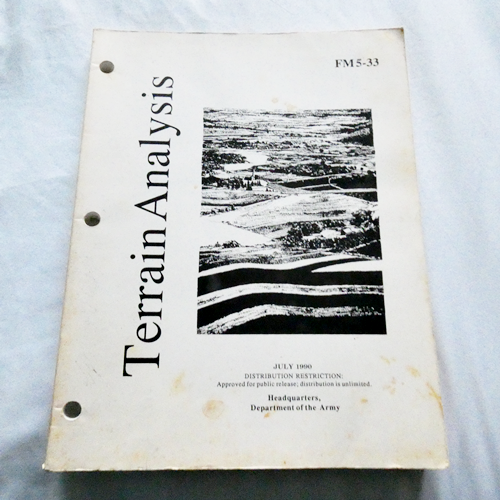 FM 5-33
Terrain Analysis
JULY 1990
DISTRIBUTION RESTRICTION:
Approved for public release; distribution is unlimited.
Headquarters,
Department of the Army